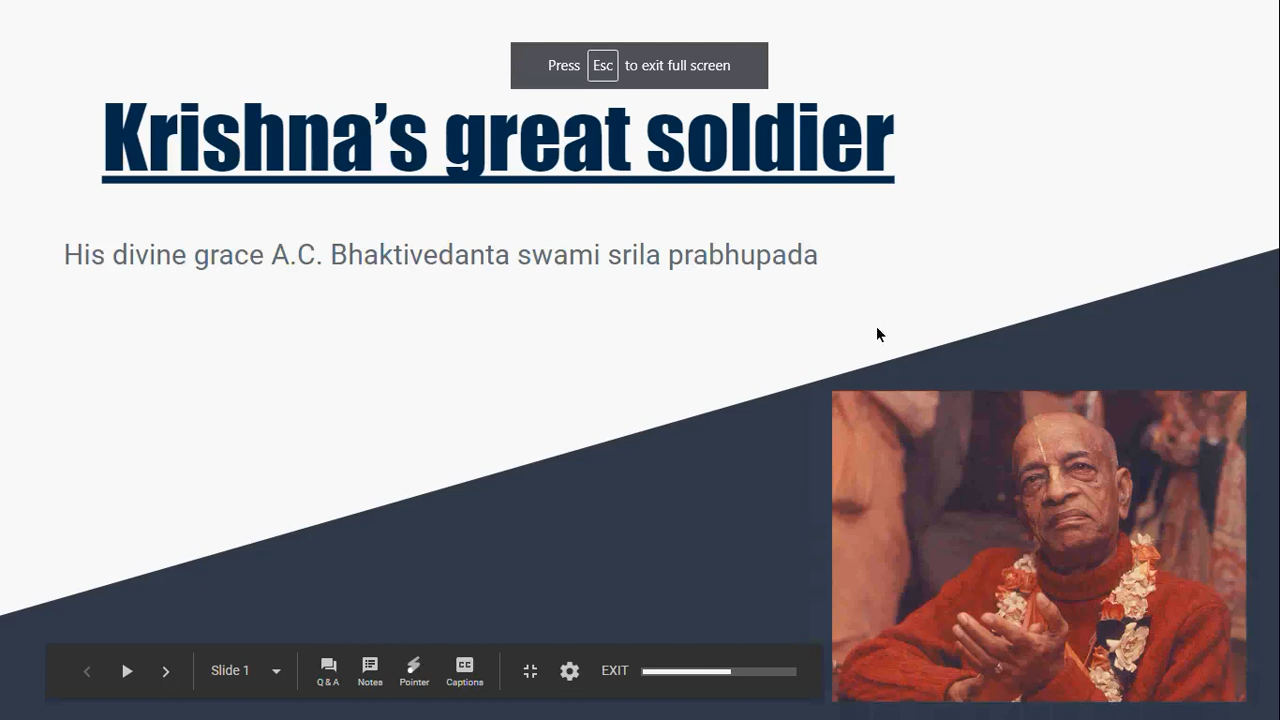 Press Esc to exit full screen
Krishna’s great soldier
His divine grace A.C. Bhaktivedanta swami srila prabhupada
Slide 1
Q & A
Notes
Pointer
Captions
EXIT